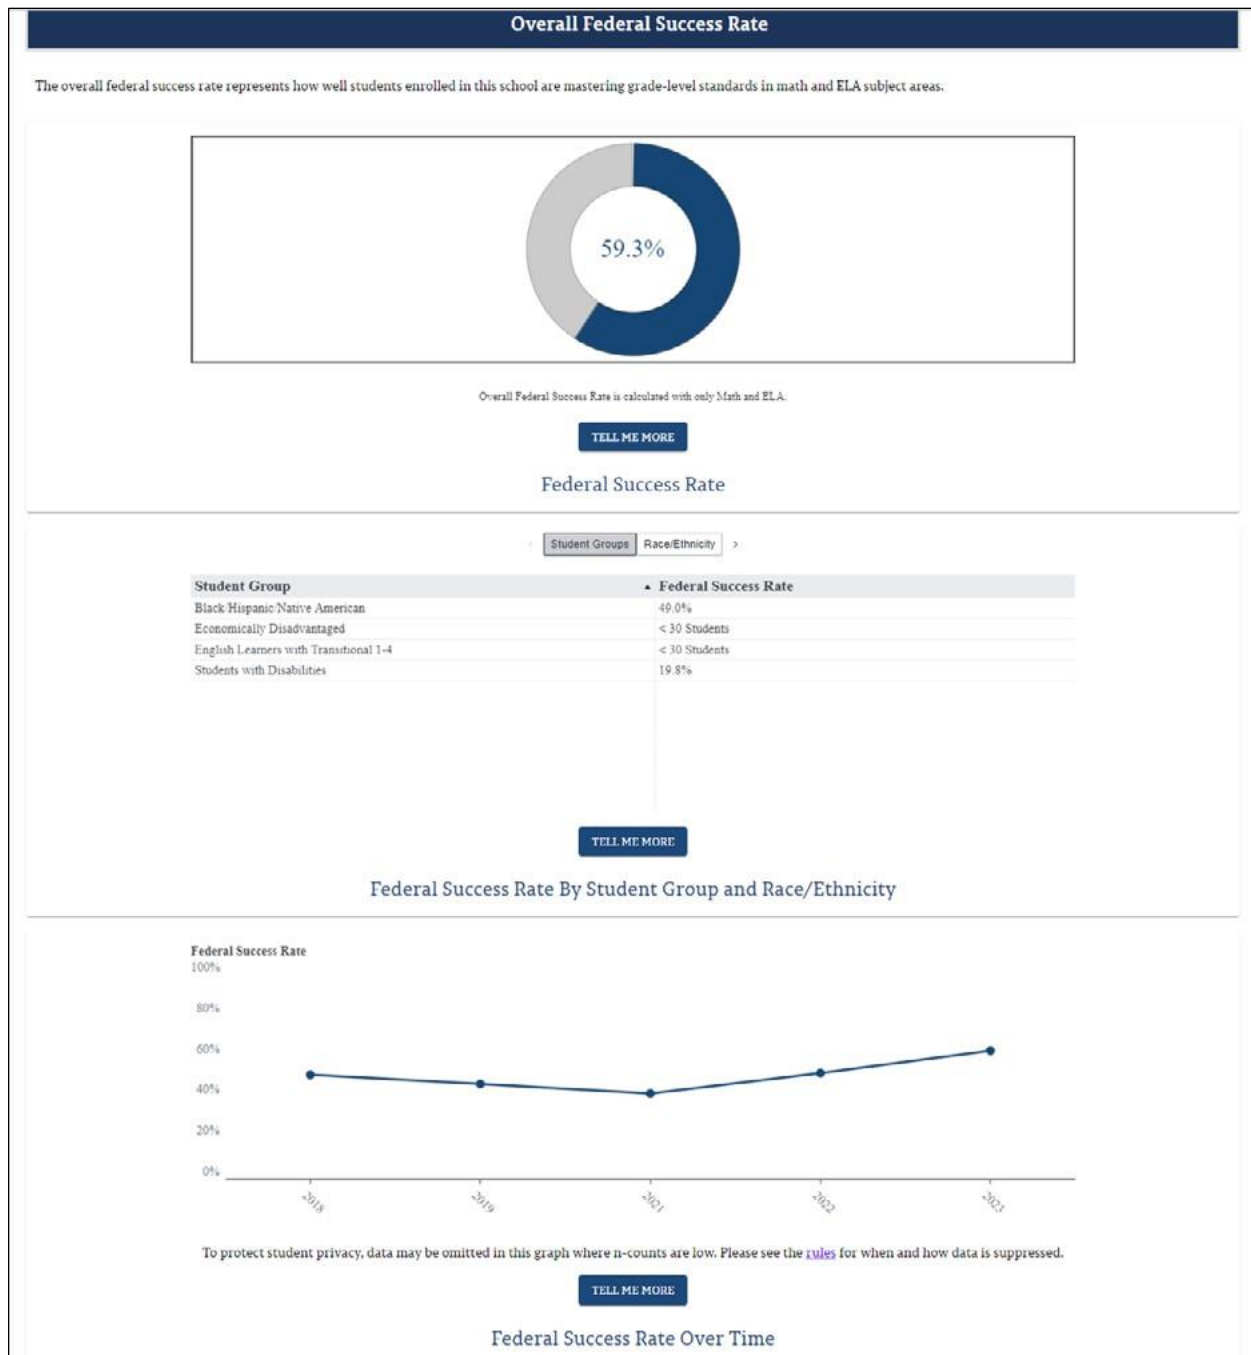 Overall Federal Success Rate
The overall federal success rate represents how well students enrolled in this school are mastering grade-level standards in math and ELA subject areas.
59.3%
Overall Federal Success Rate is calculated with only Math and ELA.
TELL ME MORE
Federal Success Rate
Student Groups Race/Ethnicity
Student Group Federal Success Rate
Black/Hispanic/Native American 49.0%
Economically Disadvantaged < 30 Students
English Learners with Transitional 1-4 < 30 Students
Students with Disabilities 19.8%
TELL ME MORE
Federal Success Rate By Student Group and Race/Ethnicity
Federal Success Rate
100%
80%
60%
40%
20%
0%
2018 2019 2021 2022 2023
To protect student privacy, data may be omitted in this graph where n-counts are low. Please see the rules for when and how data is suppressed.
TELL ME MORE
Federal Success Rate Over Time